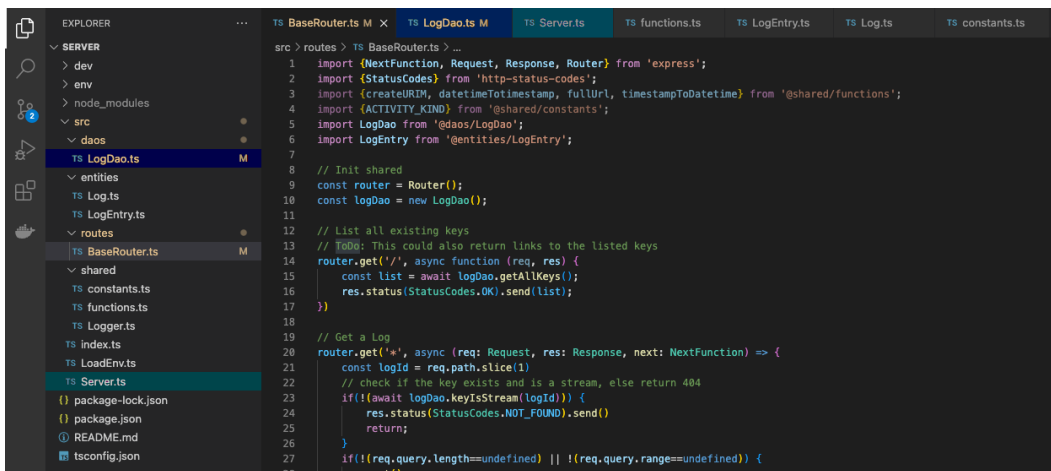 EXPLORER
SERVER
dev
env
node_modules
src
daos
TS LogDao.ts M
entities
TS Log.ts
TS LogEntry.ts
routes
TS BaseRouter.ts M
shared
TS constants.ts
TS functions.ts
TS Logger.ts
TS index.ts
TS LoadEnv.ts
TS Server.ts
{} package-lock.json
{} package.json
README.md
tsconfig.json
2
TS BaseRouter.ts M TS LogDao.ts M TS Server.ts TS functions.ts TS LogEntry.ts TS Log.ts TS constants.ts
src > routes > TS BaseRouter.ts > ...
1 import {NextFunction, Request, Response, Router} from 'express';
2 import {StatusCodes} from 'http-status-codes';
3 import {createURIM, datetimeTotimestamp, fullUrl, timestampToDatetime} from '@shared/functions';
4 import {ACTIVITY_KIND} from '@shared/constants';
5 import LogDao from '@daos/LogDao';
6 import LogEntry from '@entities/LogEntry';
7
8 // Init shared
9 const router = Router();
10 const logDao = new LogDao();
11
12 // List all existing keys
13 // ToDo: This could also return links to the listed keys
14 router.get('/', async function (req, res) {
15 const list = await logDao.getAllKeys();
16 res.status(StatusCodes.OK).send(list);
17 })
18
19 // Get a Log
20 router.get('*', async (req: Request, res: Response, next: NextFunction) => {
21 const logId = req.path.slice(1)
22 // check if the key exists and is a stream, else return 404
23 if(!(await logDao.keyIsStream(logId))) {
24 res.status(StatusCodes.NOT_FOUND).send()
25 return;
26 }
27 if(!(req.query.length==undefined) || !(req.query.range==undefined)) {